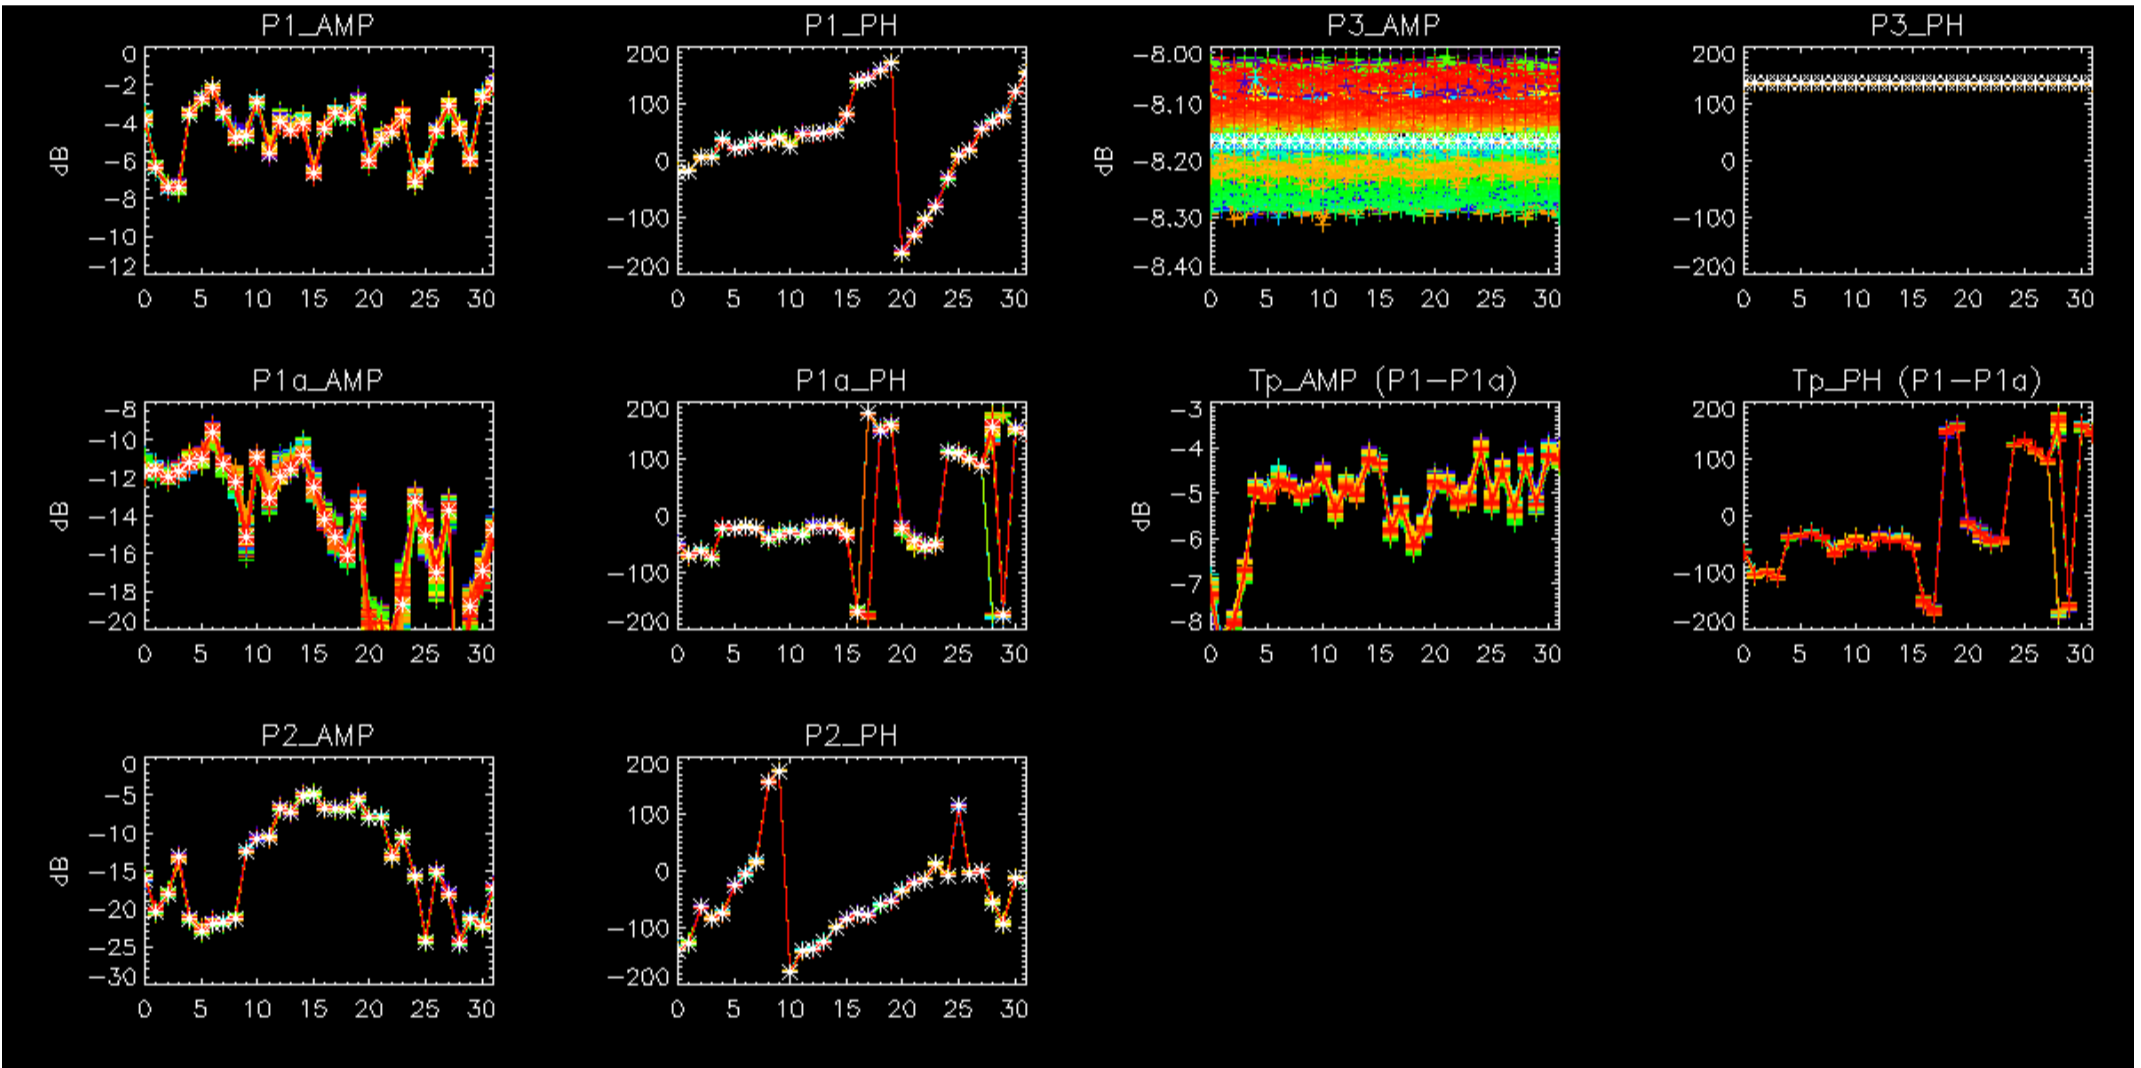 P1_AMP
dB
0
−2
−4
−6
−8
−10
−12
0 5 10 15 20 25 30
P1_PH
200
100
0
−100
−200
0 5 10 15 20 25 30
P3_AMP
dB
−8.00
−8.10
−8.20
−8.30
−8.40
0 5 10 15 20 25 30
P3_PH
200
100
0
−100
−200
0 5 10 15 20 25 30
P1a_AMP
dB
−8
−10
−12
−14
−16
−18
−20
0 5 10 15 20 25 30
P1a_PH
200
100
0
−100
−200
0 5 10 15 20 25 30
Tp_AMP (P1−P1a)
dB
−3
−4
−5
−6
−7
−8
0 5 10 15 20 25 30
Tp_PH (P1−P1a)
200
100
0
−100
−200
0 5 10 15 20 25 30
P2_AMP
dB
0
−5
−10
−15
−20
−25
−30
0 5 10 15 20 25 30
P2_PH
200
100
0
−100
−200
0 5 10 15 20 25 30